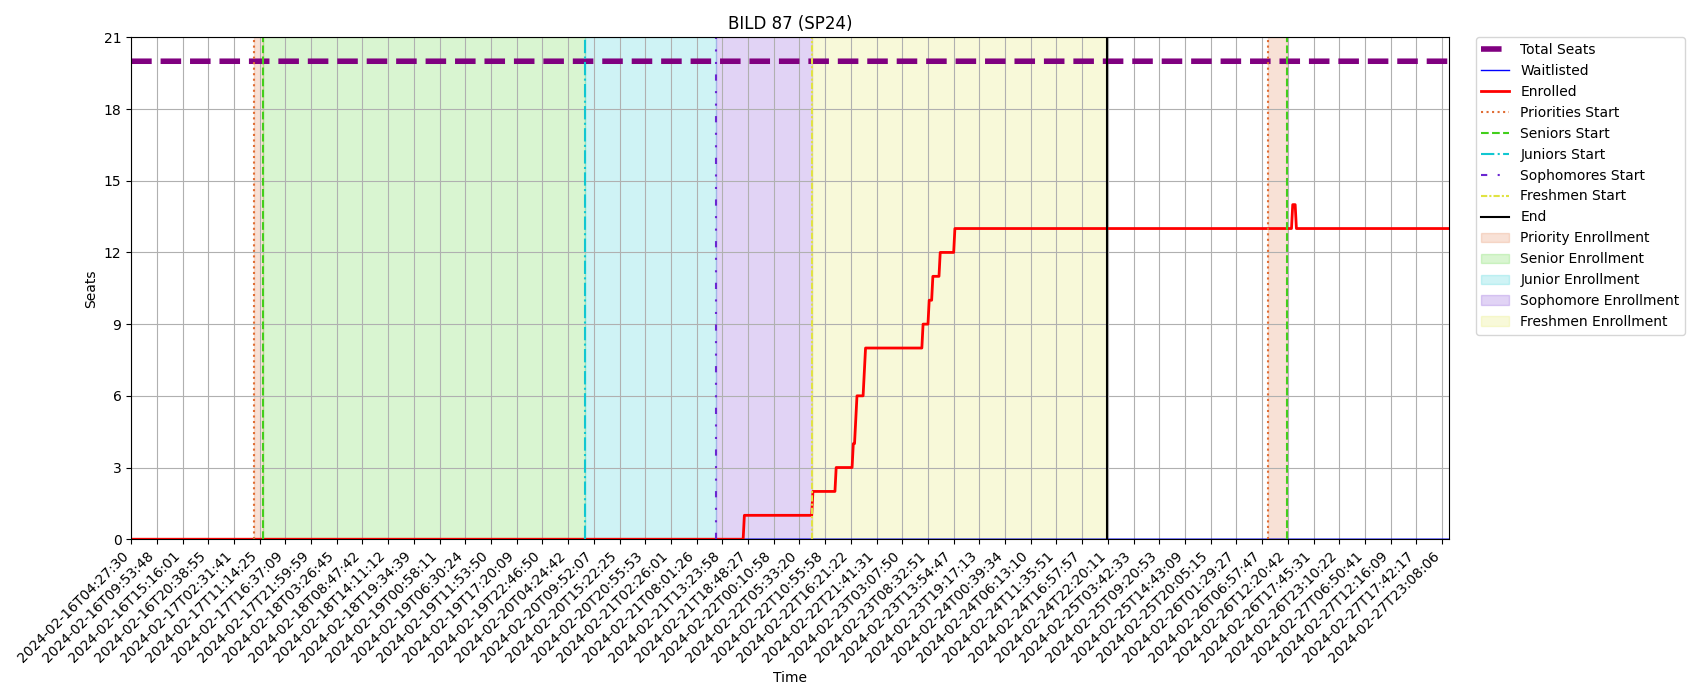 BILD 87 (SP24)
21
18
15
12
9
6
3
0
Seats
2024-02-16T04:27:30
2024-02-16T09:53:48
2024-02-16T15:16:01
2024-02-16T20:38:55
2024-02-17T02:31:41
2024-02-17T11:14:25
2024-02-17T16:37:09
2024-02-17T21:59:59
2024-02-18T03:26:45
2024-02-18T08:47:42
2024-02-18T14:11:12
2024-02-18T19:34:39
2024-02-19T00:58:11
2024-02-19T06:30:24
2024-02-19T11:53:50
2024-02-19T17:20:09
2024-02-19T22:46:50
2024-02-20T04:24:42
2024-02-20T09:52:07
2024-02-20T15:22:25
2024-02-20T20:55:53
2024-02-21T02:26:01
2024-02-21T08:01:26
2024-02-21T13:23:58
2024-02-21T18:48:27
2024-02-22T00:10:58
2024-02-22T05:33:20
2024-02-22T10:55:58
2024-02-22T16:21:22
2024-02-22T21:41:31
2024-02-23T03:07:50
2024-02-23T08:32:51
2024-02-23T13:54:47
2024-02-23T19:17:13
2024-02-24T00:39:34
2024-02-24T06:13:10
2024-02-24T11:35:51
2024-02-24T16:57:57
2024-02-24T22:20:11
2024-02-25T03:42:33
2024-02-25T09:20:53
2024-02-25T14:43:09
2024-02-25T20:05:15
2024-02-26T01:29:27
2024-02-26T06:57:47
2024-02-26T12:20:42
2024-02-26T17:45:31
2024-02-26T23:10:22
2024-02-27T06:50:41
2024-02-27T12:16:09
2024-02-27T17:42:17
2024-02-27T23:08:06
Time
Total Seats
Waitlisted
Enrolled
Priorities Start
Seniors Start
Juniors Start
Sophomores Start
Freshmen Start
End
Priority Enrollment
Senior Enrollment
Junior Enrollment
Sophomore Enrollment
Freshmen Enrollment